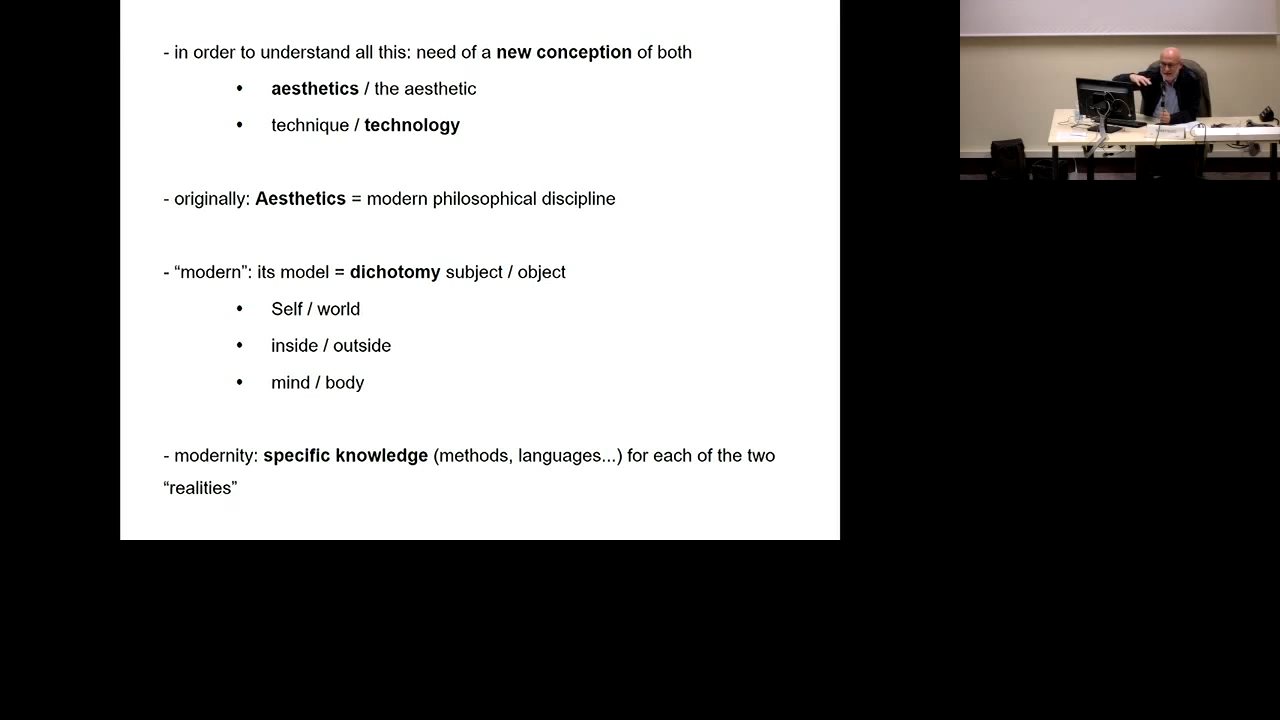 - in order to understand all this: need of a new conception of both
• aesthetics / the aesthetic
• technique / technology
- originally: Aesthetics = modern philosophical discipline
- “modern”: its model = dichotomy subject / object
• Self / world
• inside / outside
• mind / body
- modernity: specific knowledge (methods, languages...) for each of the two
“realities”